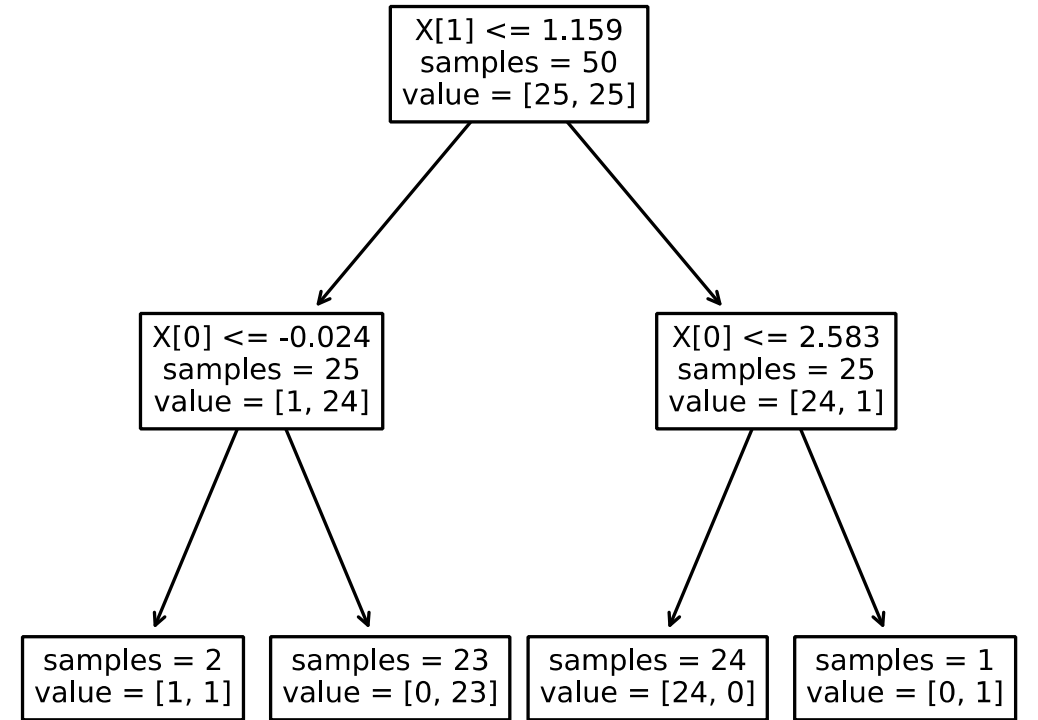 X[1] <= 1.159
samples = 50
value = [25, 25]
X[0] <= -0.024
samples = 25
value = [1, 24]
X[0] <= 2.583
samples = 25
value = [24, 1]
samples = 2
value = [1, 1]
samples = 23
value = [0, 23]
samples = 24
value = [24, 0]
samples = 1
value = [0, 1]